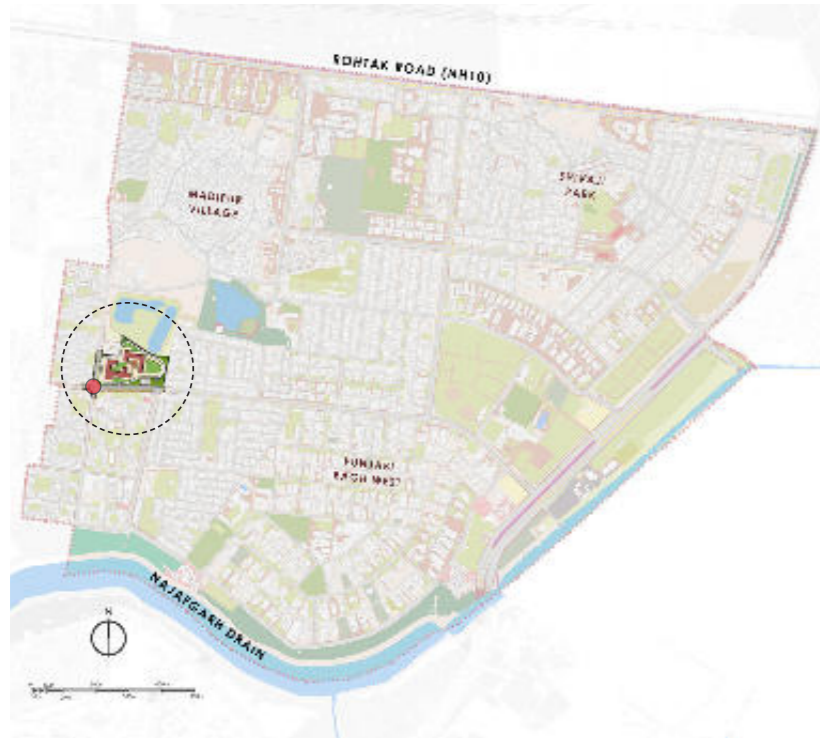 ROHTAK ROAD (NH10)
SHIVAJI
PARK
MADIPUR
VILLAGE
PUNJABI
BAGH WEST
NAJAFGARH DRAIN
N